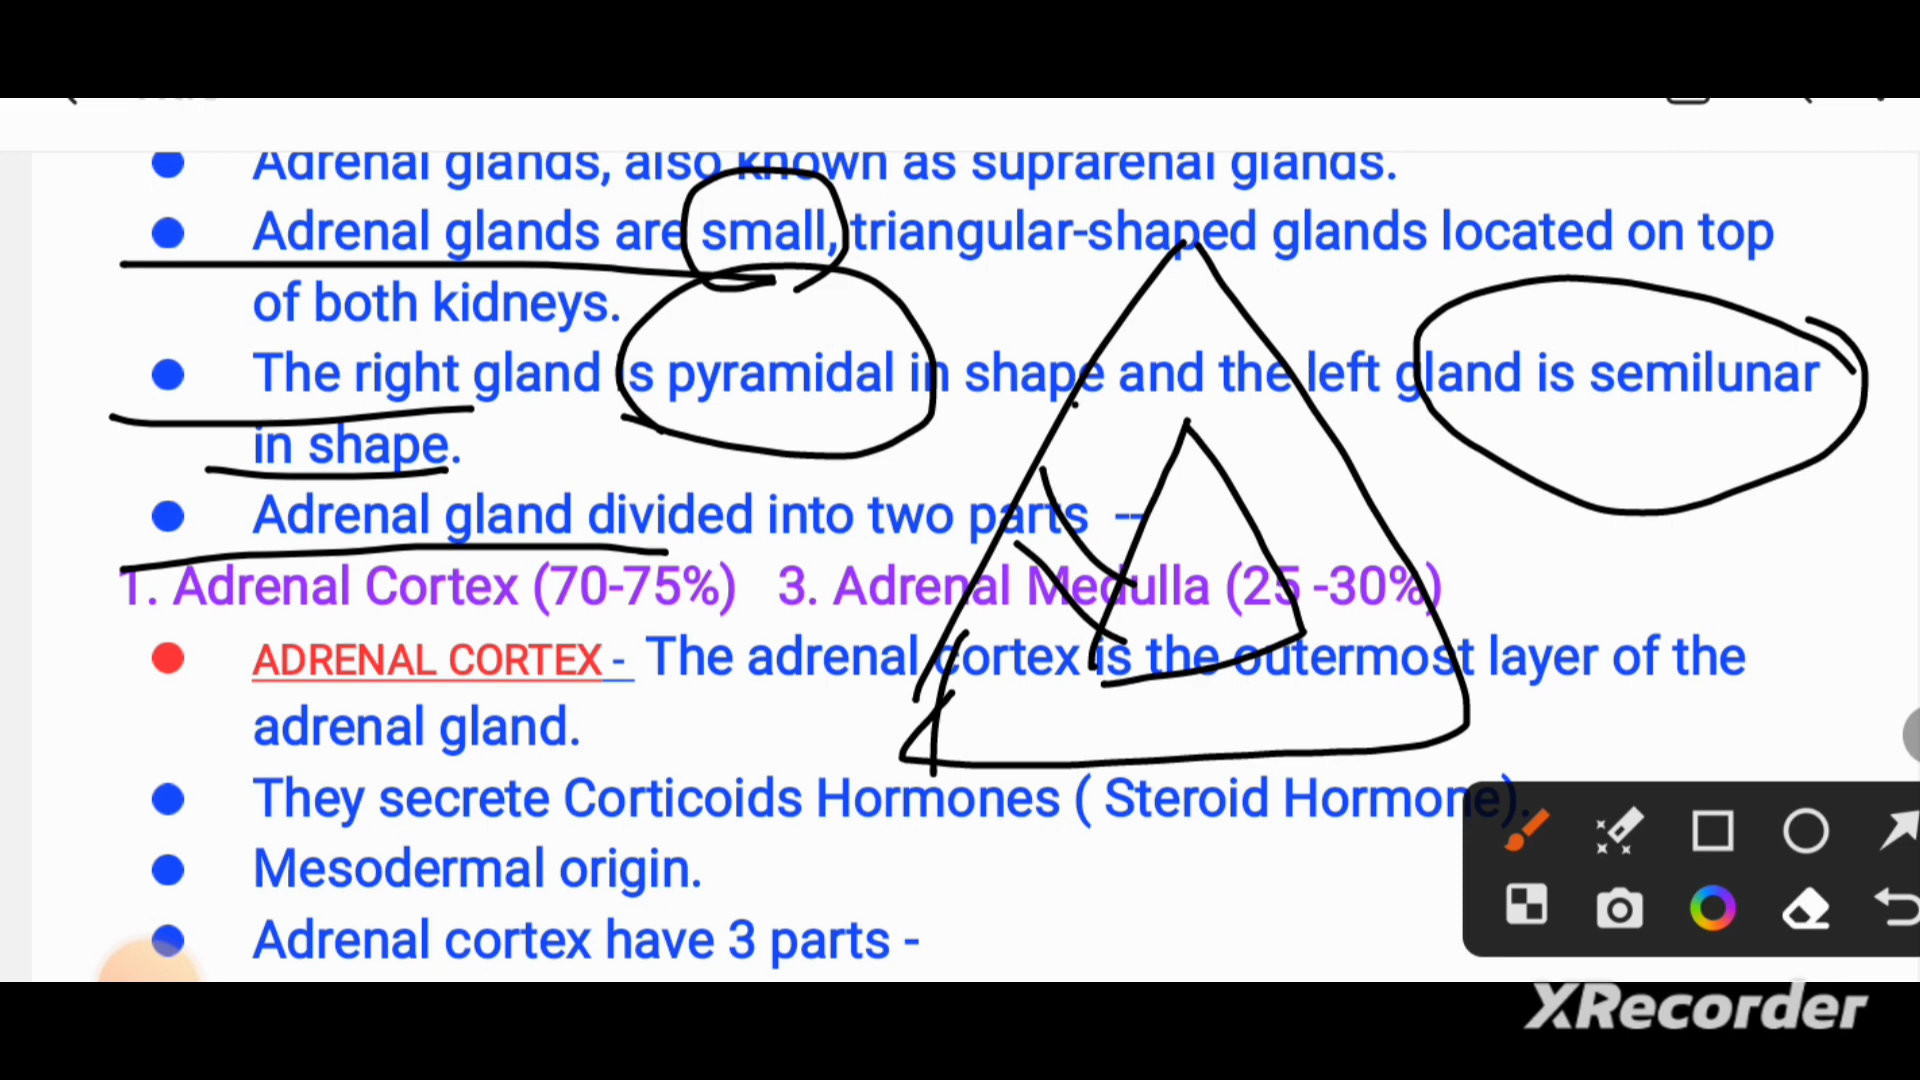 Adrenal glands, also known as suprarenal glands.
Adrenal glands are small, triangular-shaped glands located on top
of both kidneys.
The right gland is pyramidal in shape and the left gland is semilunar
in shape.
Adrenal gland divided into two parts --
1. Adrenal Cortex (70-75%) 3. Adrenal Medulla (25 -30%)
ADRENAL CORTEX - The adrenal cortex is the outermost layer of the
adrenal gland.
They secrete Corticoids Hormones ( Steroid Hormone).
Mesodermal origin.
Adrenal cortex have 3 parts -
XRecorder